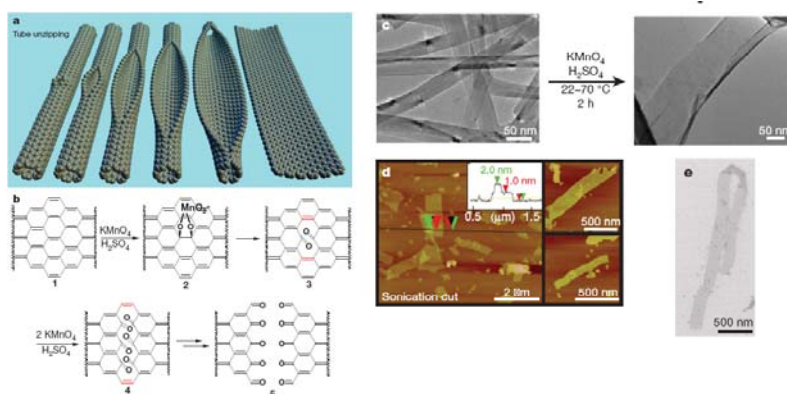 a
Tube unzipping
b
KMnO₄
H₂SO₄
MnO₂⁻
O O
O
O
1
2
3
2 KMnO₄
H₂SO₄
O
O
O
O
O
O
O O
O O
O O
O O
O O
4
c
50 nm
KMnO₄
H₂SO₄
22–70 °C
2 h
50 nm
d
2.0 nm
1.0 nm
0.5 (µm) 1.5
Sonication cut
500 nm
500 nm
e
500 nm